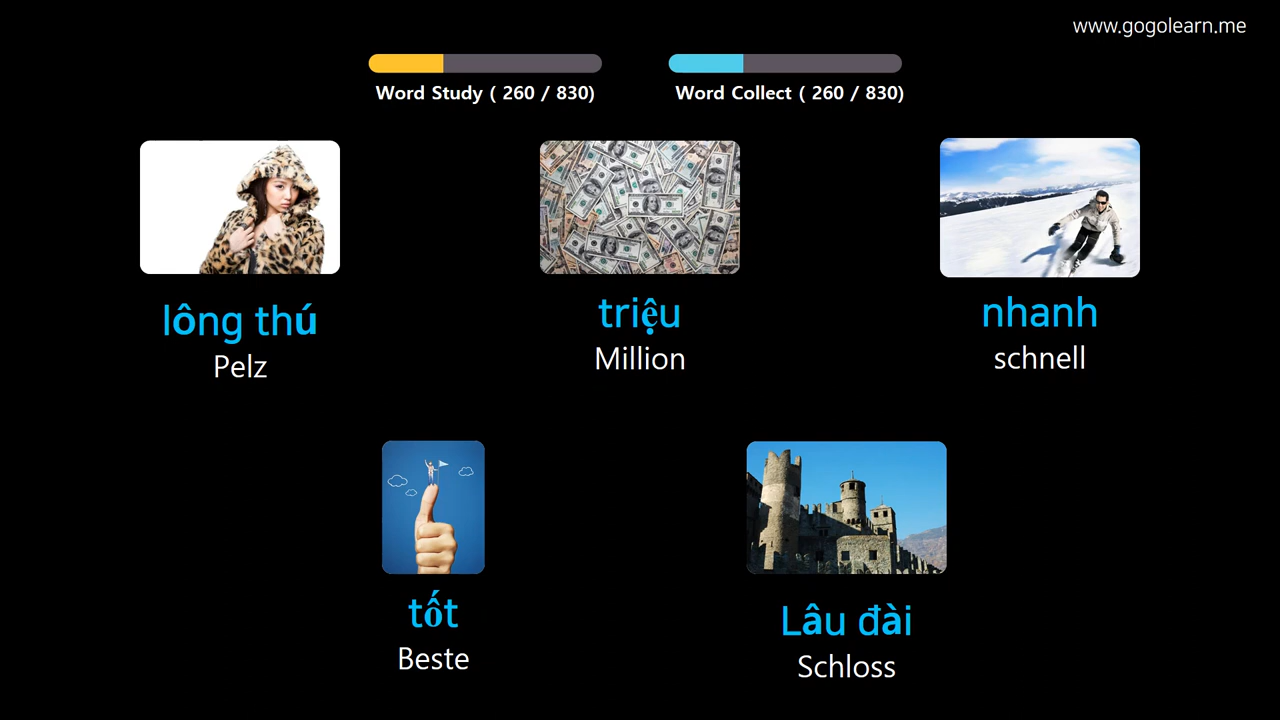 www.gogolearn.me
Word Study ( 260 / 830)
Word Collect ( 260 / 830)
lông thú
Pelz
triệu
Million
nhanh
schnell
tốt
Beste
Lâu đài
Schloss